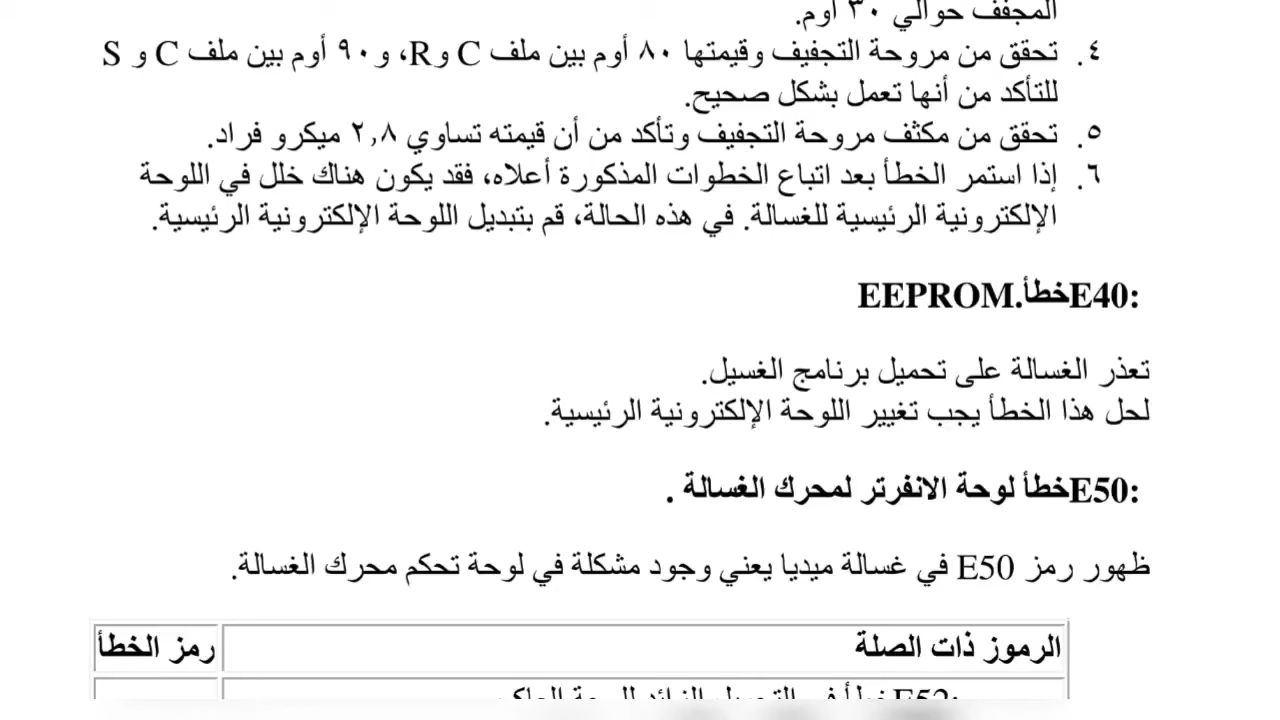 المجفف حوالي ٣٠ أوم.
٤. تحقق من مروحة التجفيف وقيمتها ٨٠ أوم بين ملف C وR، و٩٠ أوم بين ملف C و S
للتأكد من أنها تعمل بشكل صحيح.
٥. تحقق من مكثف مروحة التجفيف وتأكد من أن قيمته تساوي ٢,٨ ميكرو فراد.
٦. إذا استمر الخطأ بعد اتباع الخطوات المذكورة أعلاه، فقد يكون هناك خلل في اللوحة
الإلكترونية الرئيسية للغسالة. في هذه الحالة، قم بتبديل اللوحة الإلكترونية الرئيسية.
:E40خطأ.EEPROM
تعذر الغسالة على تحميل برنامج الغسيل.
لحل هذا الخطأ يجب تغيير اللوحة الإلكترونية الرئيسية.
:E50خطأ لوحة الانفرتر لمحرك الغسالة .
ظهور رمز E50 في غسالة ميديا يعني وجود مشكلة في لوحة تحكم محرك الغسالة.
الرموز ذات الصلة
رمز الخطأ
:E52خطأ في